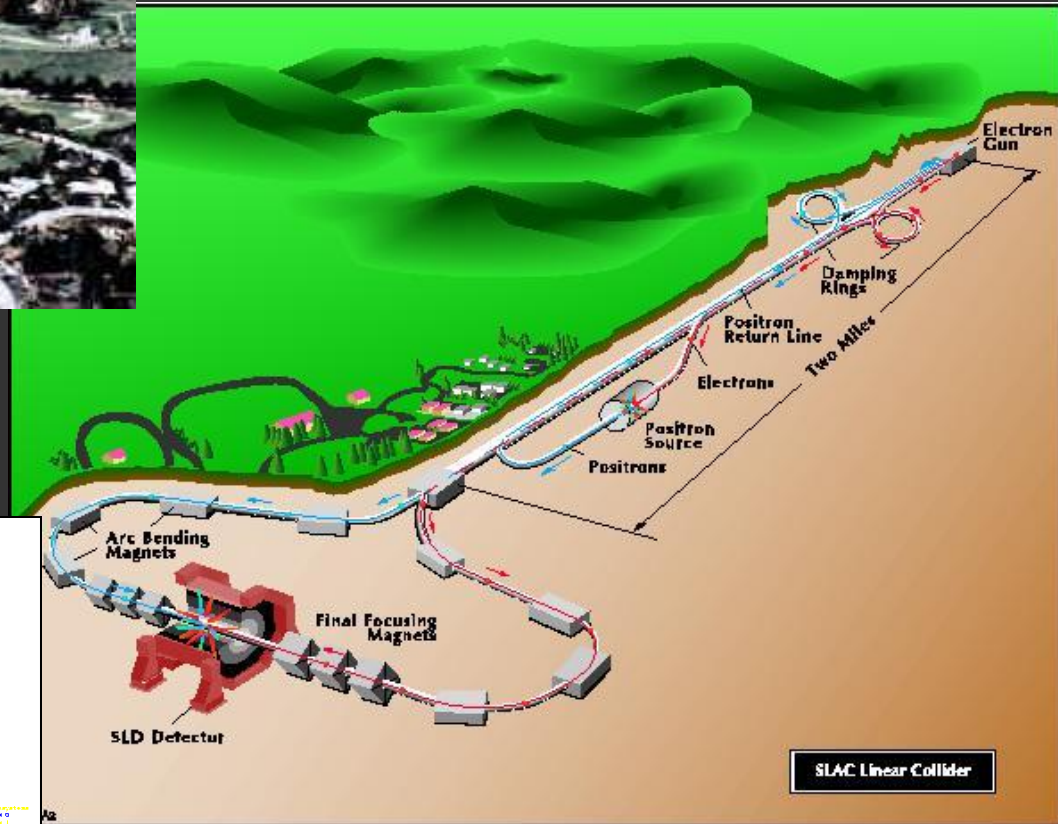 Electron
Gun
Damping
Rings
Positron
Return Line
Two Miles
Electrons
Positron
Source
Positrons
Arc Bending
Magnets
Final Focusing
Magnets
SLD Detector
SLAC Linear Collider